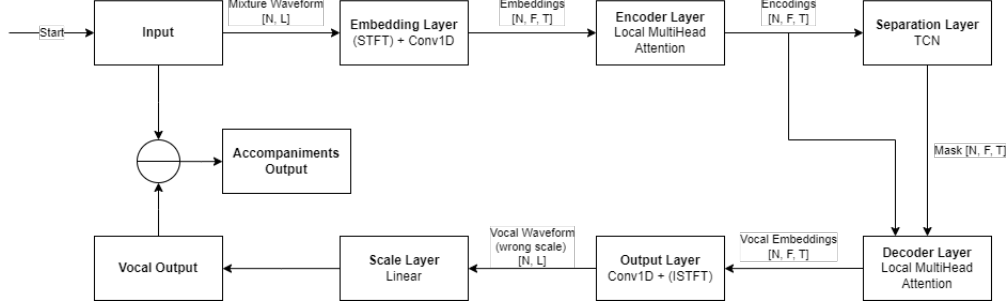 Mixture Waveform
[N, L]
Embeddings
[N, F, T]
Encodings
[N, F, T]
Start
Input
Embedding Layer
(STFT) + Conv1D
Encoder Layer
Local MultiHead
Attention
Separation Layer
TCN
Accompaniments
Output
Mask [N, F, T]
Vocal Output
Scale Layer
Linear
Vocal Waveform
(wrong scale)
[N, L]
Output Layer
Conv1D + (ISTFT)
Vocal Embeddings
[N, F, T]
Decoder Layer
Local MultiHead
Attention